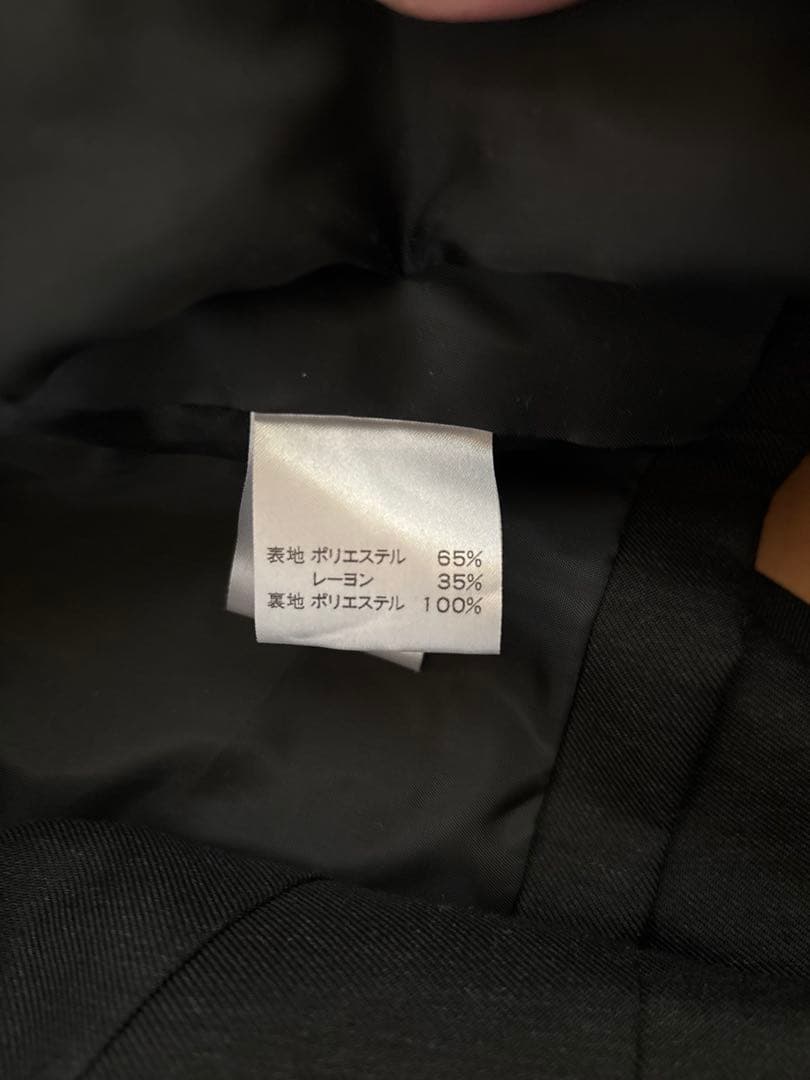 表地 ポリエステル 65%
レーヨン 35%
裏地 ポリエステル 100%